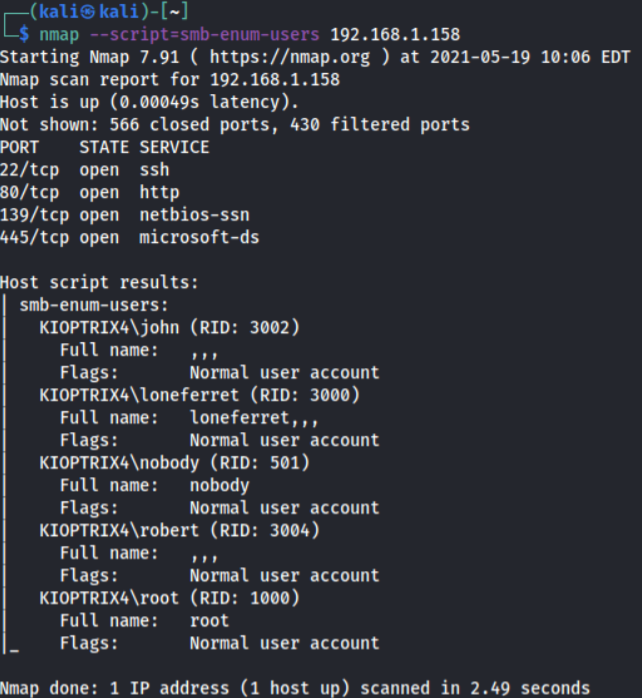 ┌──(kali㉿kali)-[~]
└─$ nmap --script=smb-enum-users 192.168.1.158
Starting Nmap 7.91 ( https://nmap.org ) at 2021-05-19 10:06 EDT
Nmap scan report for 192.168.1.158
Host is up (0.00049s latency).
Not shown: 566 closed ports, 430 filtered ports
PORT    STATE SERVICE
22/tcp  open  ssh
80/tcp  open  http
139/tcp open  netbios-ssn
445/tcp open  microsoft-ds

Host script results:
| smb-enum-users:
|   KIOPTRIX4\john (RID: 3002)
|     Full name:   ,,,
|     Flags:       Normal user account
|   KIOPTRIX4\loneferret (RID: 3000)
|     Full name:   loneferret,,,
|     Flags:       Normal user account
|   KIOPTRIX4\nobody (RID: 501)
|     Full name:   nobody
|     Flags:       Normal user account
|   KIOPTRIX4\robert (RID: 3004)
|     Full name:   ,,,
|     Flags:       Normal user account
|   KIOPTRIX4\root (RID: 1000)
|     Full name:   root
|_    Flags:       Normal user account

Nmap done: 1 IP address (1 host up) scanned in 2.49 seconds